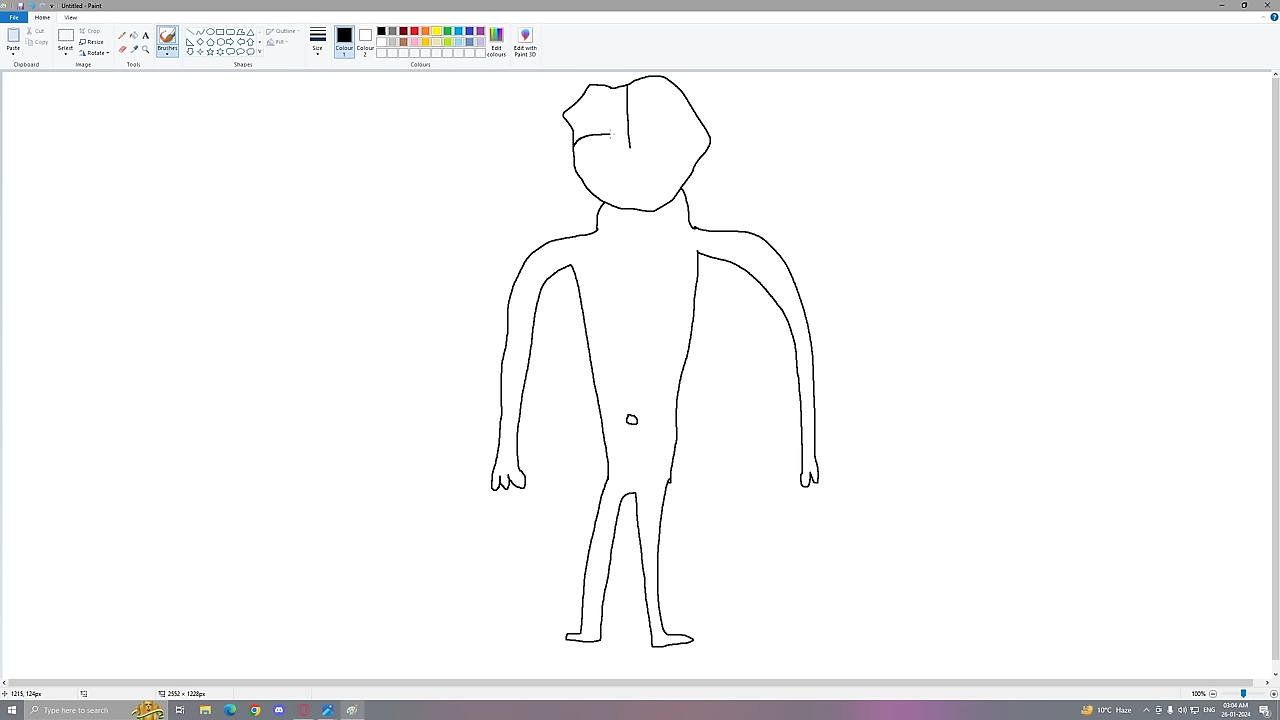 Untitled - Paint
File
Home
View
Paste
Cut
Copy
Clipboard
Select
Crop
Resize
Rotate
Image
A
Tools
Brushes
Outline
Fill
Shapes
Size
Colour 1
Colour 2
Edit colours
Edit with Paint 3D
Colours
1215, 124px
2552 × 1228px
100%
Type here to search
10°C Haze
ENG
03:04 AM
26-01-2024